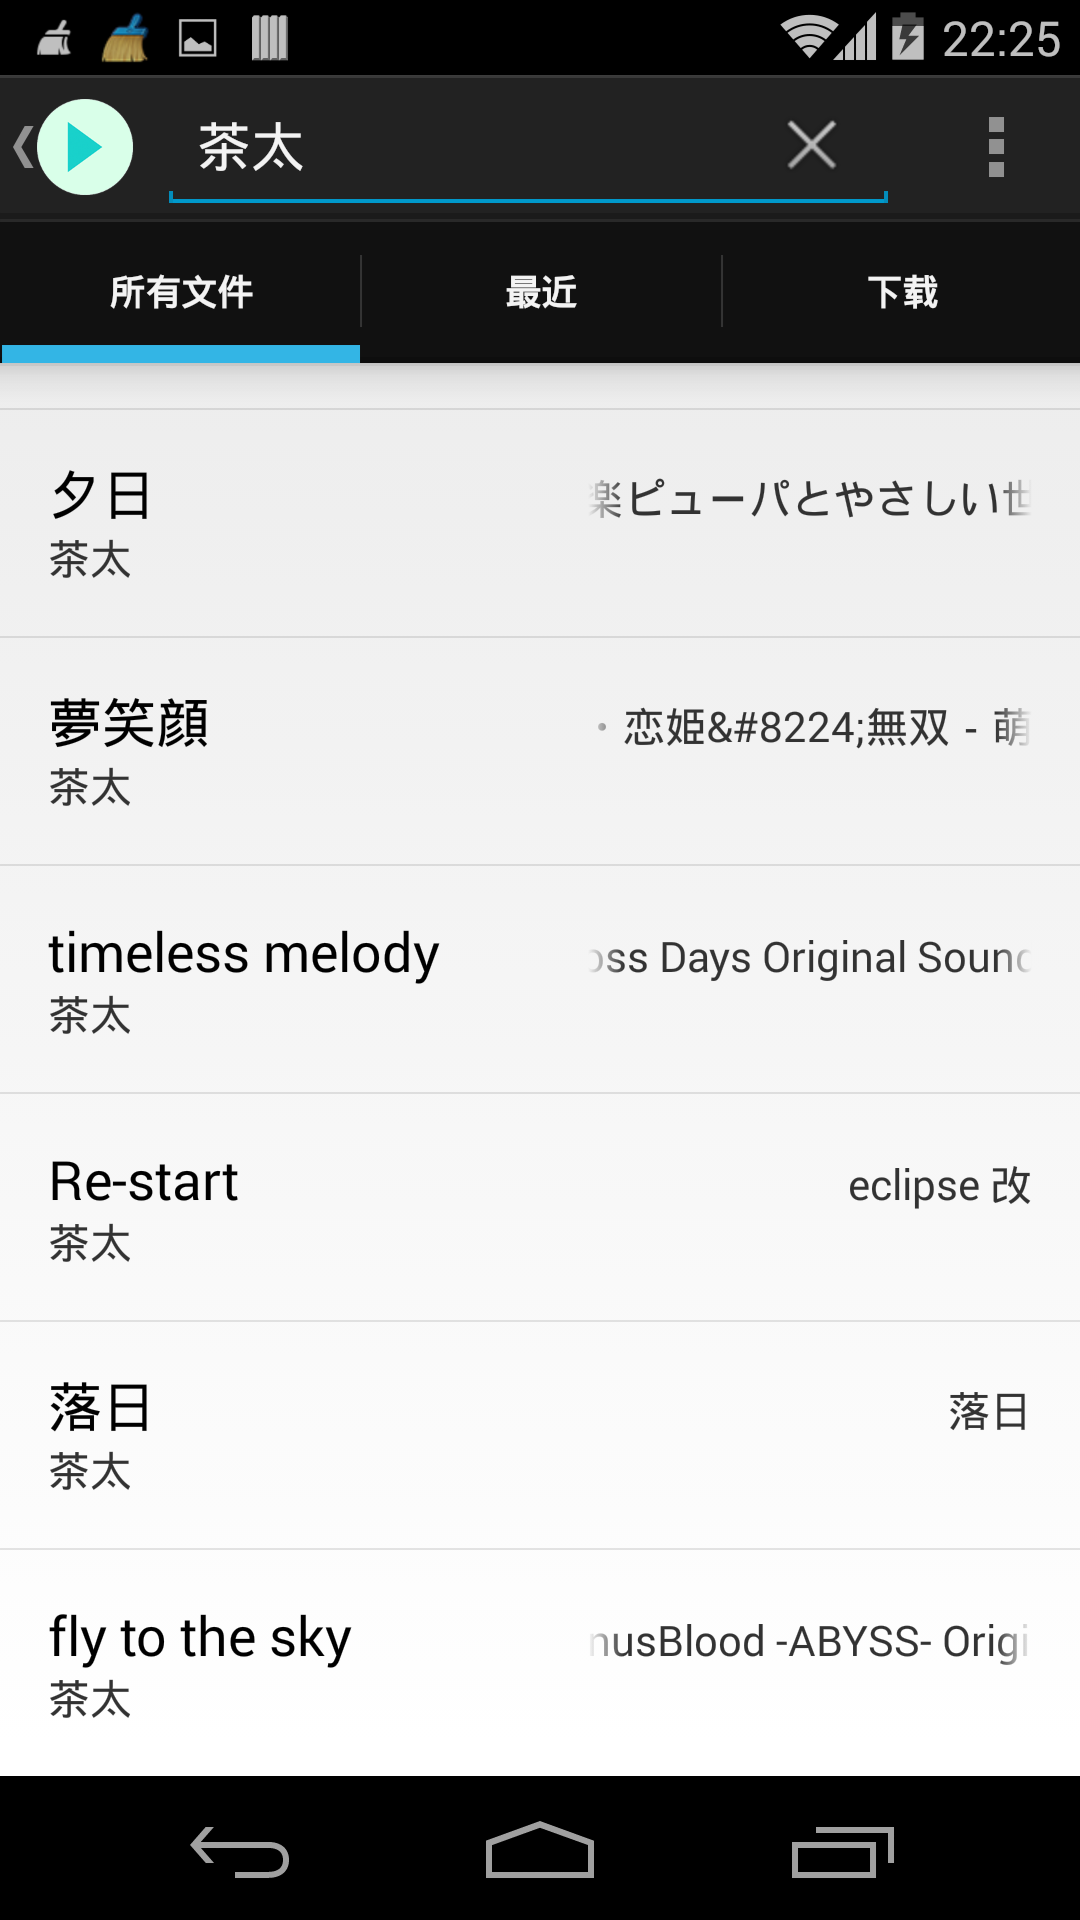 22:25
茶太
所有文件
最近
下载
夕日
楽ピューパとやさしい世
茶太
夢笑顔
・恋姫&#8224;無双 - 萌
茶太
timeless melody
oss Days Original Sound
茶太
Re-start
eclipse 改
茶太
落日
落日
茶太
fly to the sky
nusBlood -ABYSS- Origi
茶太